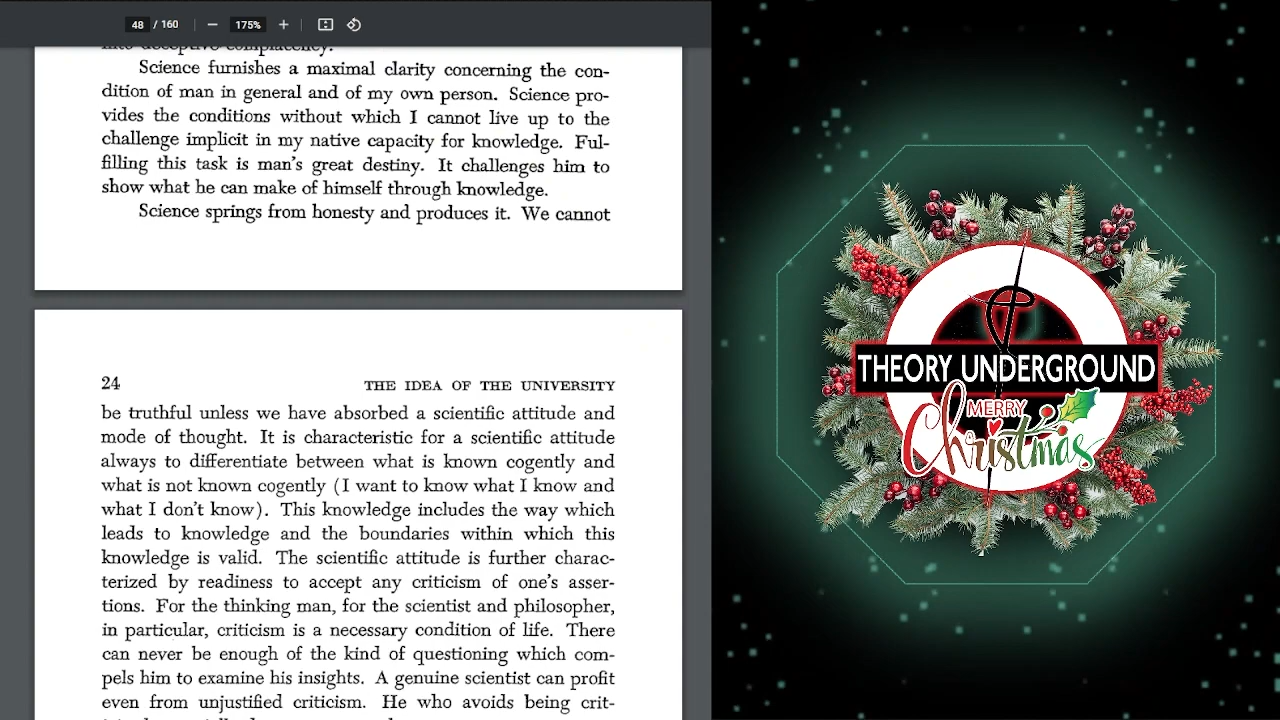 48 / 160
175%
into deceptive complacency.
Science furnishes a maximal clarity concerning the con-
dition of man in general and of my own person. Science pro-
vides the conditions without which I cannot live up to the
challenge implicit in my native capacity for knowledge. Ful-
filling this task is man's great destiny. It challenges him to
show what he can make of himself through knowledge.
Science springs from honesty and produces it. We cannot
24 THE IDEA OF THE UNIVERSITY
be truthful unless we have absorbed a scientific attitude and
mode of thought. It is characteristic for a scientific attitude
always to differentiate between what is known cogently and
what is not known cogently (I want to know what I know and
what I don't know). This knowledge includes the way which
leads to knowledge and the boundaries within which this
knowledge is valid. The scientific attitude is further charac-
terized by readiness to accept any criticism of one's asser-
tions. For the thinking man, for the scientist and philosopher,
in particular, criticism is a necessary condition of life. There
can never be enough of the kind of questioning which com-
pels him to examine his insights. A genuine scientist can profit
even from unjustified criticism. He who avoids being crit-
THEORY UNDERGROUND
MERRY
Christmas